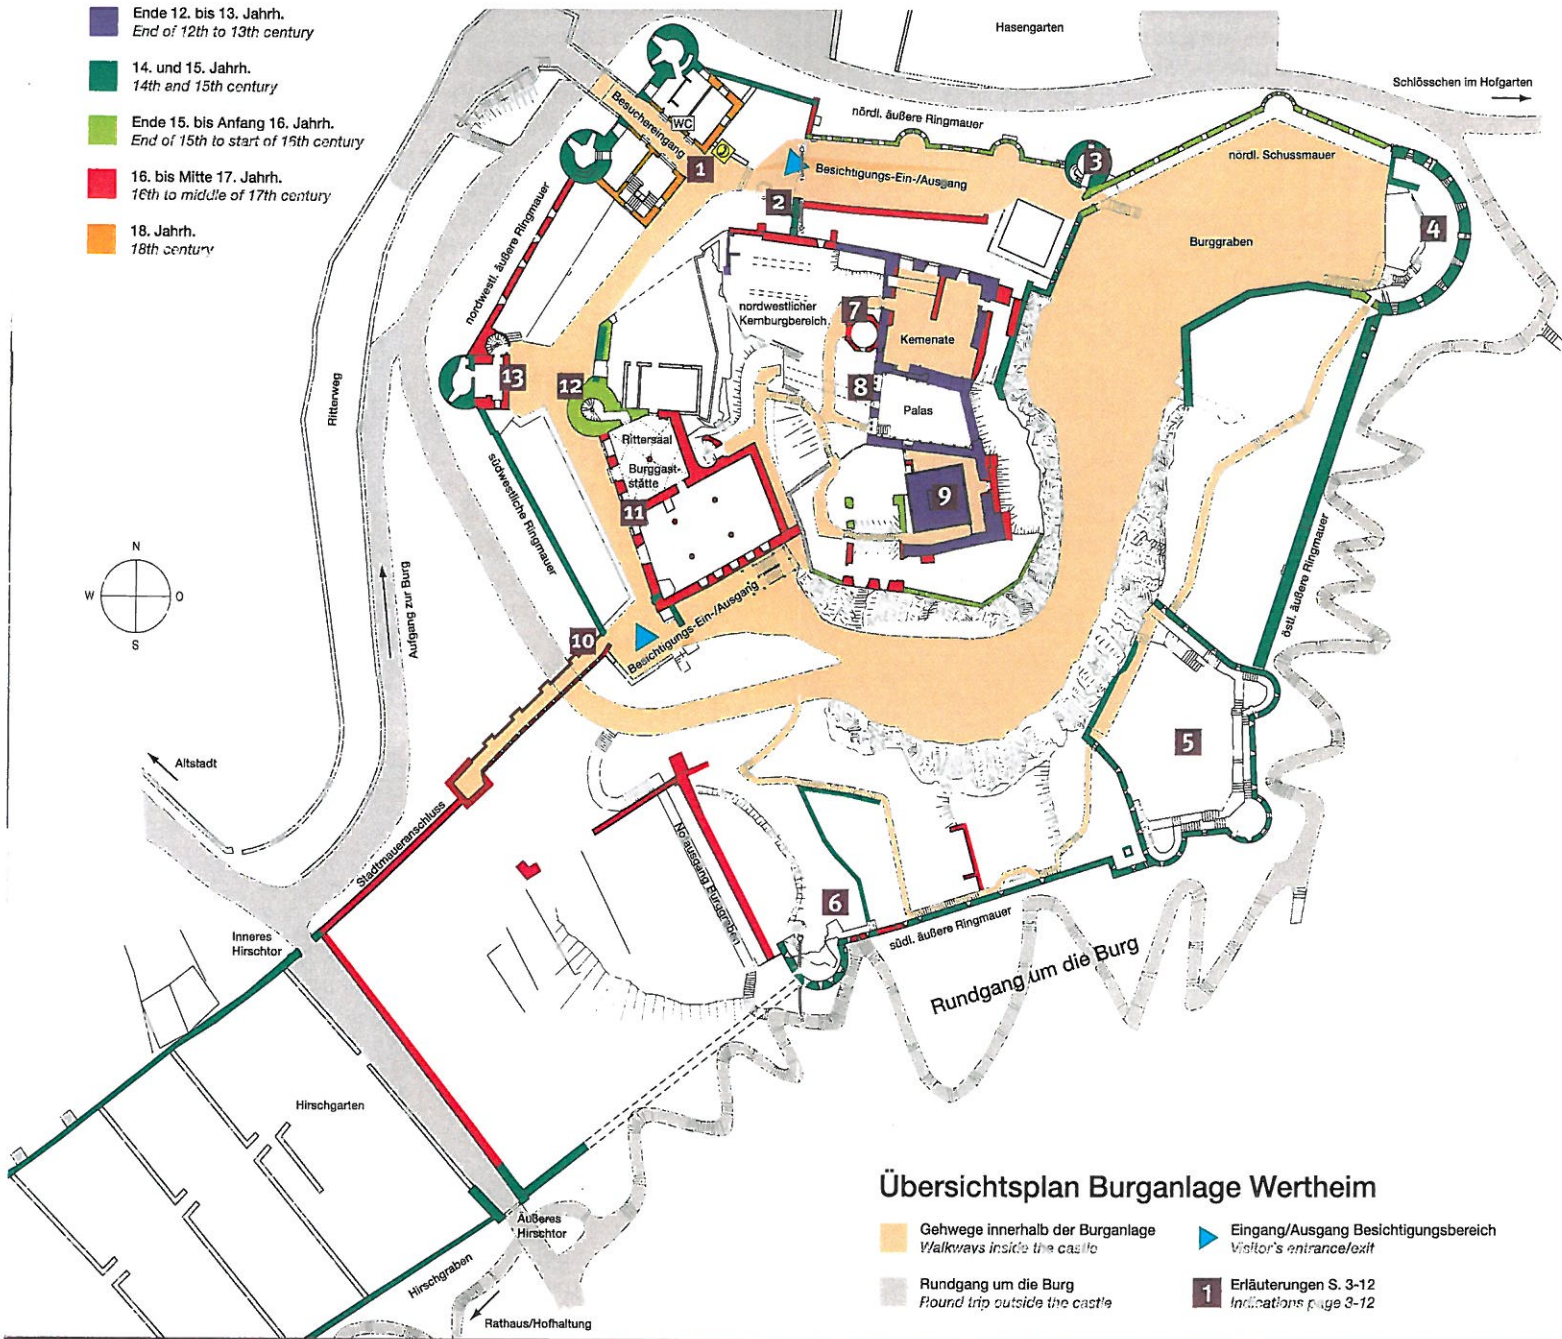 Ende 12. bis 13. Jahrh.
End of 12th to 13th century
14. und 15. Jahrh.
14th and 15th century
Ende 15. bis Anfang 16. Jahrh.
End of 15th to start of 16th century
16. bis Mitte 17. Jahrh.
16th to middle of 17th century
18. Jahrh.
18th century
Hasengarten
Schlösschen im Hofgarten
Besuchereingang
WC
nördl. äußere Ringmauer
1
Besichtigungs-Ein-/Ausgang
3
nördl. Schussmauer
2
4
Burggraben
nordwestl. äußere Ringmauer
nordwestlicher
Kernburgbereich
7
Kemenate
13
12
8
Palas
Ritterweg
Rittersaal
Burggast-
stätte
9
11
südwestliche Ringmauer
N
W
O
S
Aufgang zur Burg
östl. äußere Ringmauer
10
Besichtigungs-Ein-/Ausgang
5
Altstadt
Stadtmaueranschluss
No ausgang Burggraben
6
südl. äußere Ringmauer
Inneres
Hirschtor
Rundgang um die Burg
Hirschgarten
Äußeres
Hirschtor
Hirschgraben
Rathaus/Hofhaltung
Übersichtsplan Burganlage Wertheim
Gehwege innerhalb der Burganlage
Walkways inside the castle
Eingang/Ausgang Besichtigungsbereich
Visitor's entrance/exit
Rundgang um die Burg
Round trip outside the castle
1
Erläuterungen S. 3-12
Indications page 3-12